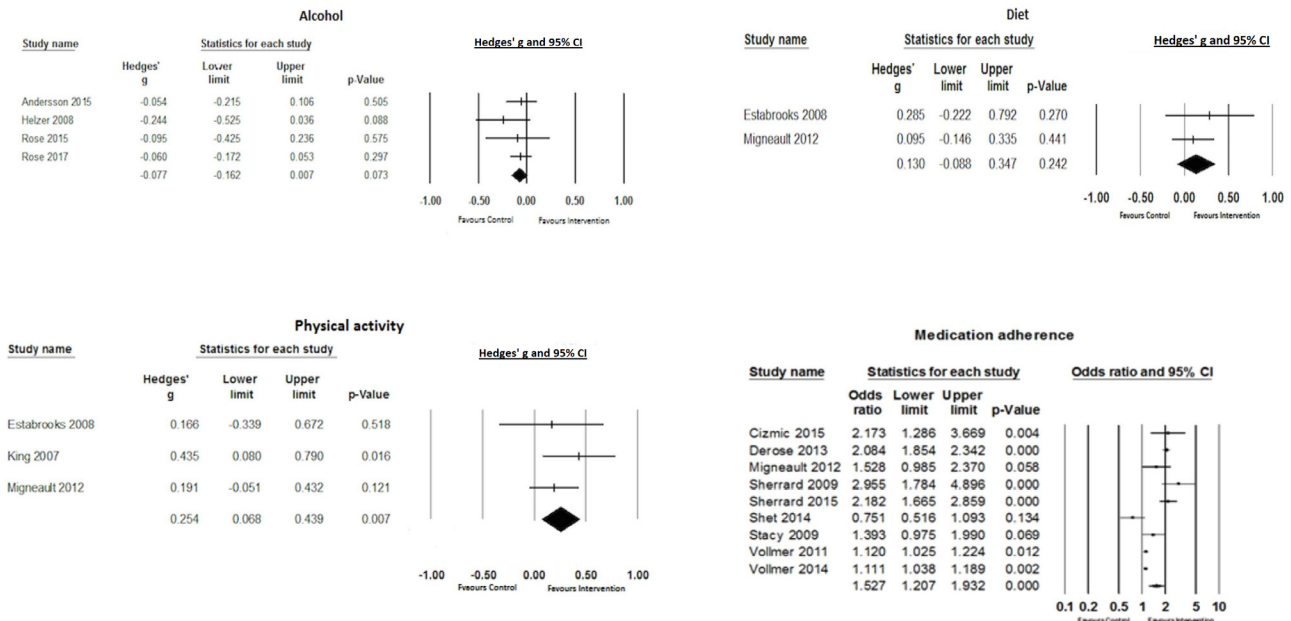 Alcohol
Study name Statistics for each study Hedges' g and 95% CI
Hedges' Lower Upper
g limit limit p-Value
Andersson 2015 -0.054 -0.215 0.106 0.505
Helzer 2008 -0.244 -0.525 0.036 0.088
Rose 2015 -0.095 -0.425 0.236 0.575
Rose 2017 -0.060 -0.172 0.053 0.297
-0.077 -0.162 0.007 0.073
-1.00 -0.50 0.00 0.50 1.00
Favours Control Favours Intervention
Diet
Study name Statistics for each study Hedges' g and 95% CI
Hedges' Lower Upper
g limit limit p-Value
Estabrooks 2008 0.285 -0.222 0.792 0.270
Migneault 2012 0.095 -0.146 0.335 0.441
0.130 -0.088 0.347 0.242
-1.00 -0.50 0.00 0.50 1.00
Favours Control Favours Intervention
Physical activity
Study name Statistics for each study Hedges' g and 95% CI
Hedges' Lower Upper
g limit limit p-Value
Estabrooks 2008 0.166 -0.339 0.672 0.518
King 2007 0.435 0.080 0.790 0.016
Migneault 2012 0.191 -0.051 0.432 0.121
0.254 0.068 0.439 0.007
-1.00 -0.50 0.00 0.50 1.00
Favours Control Favours Intervention
Medication adherence
Study name Statistics for each study Odds ratio and 95% CI
Odds Lower Upper
ratio limit limit p-Value
Cizmic 2015 2.173 1.286 3.669 0.004
Derose 2013 2.084 1.854 2.342 0.000
Migneault 2012 1.528 0.985 2.370 0.058
Sherrard 2009 2.955 1.784 4.896 0.000
Sherrard 2015 2.182 1.665 2.859 0.000
Shet 2014 0.751 0.516 1.093 0.134
Stacy 2009 1.393 0.975 1.990 0.069
Vollmer 2011 1.120 1.025 1.224 0.012
Vollmer 2014 1.111 1.038 1.189 0.002
1.527 1.207 1.932 0.000
0.1 0.2 0.5 1 2 5 10
Favours Control Favours Intervention